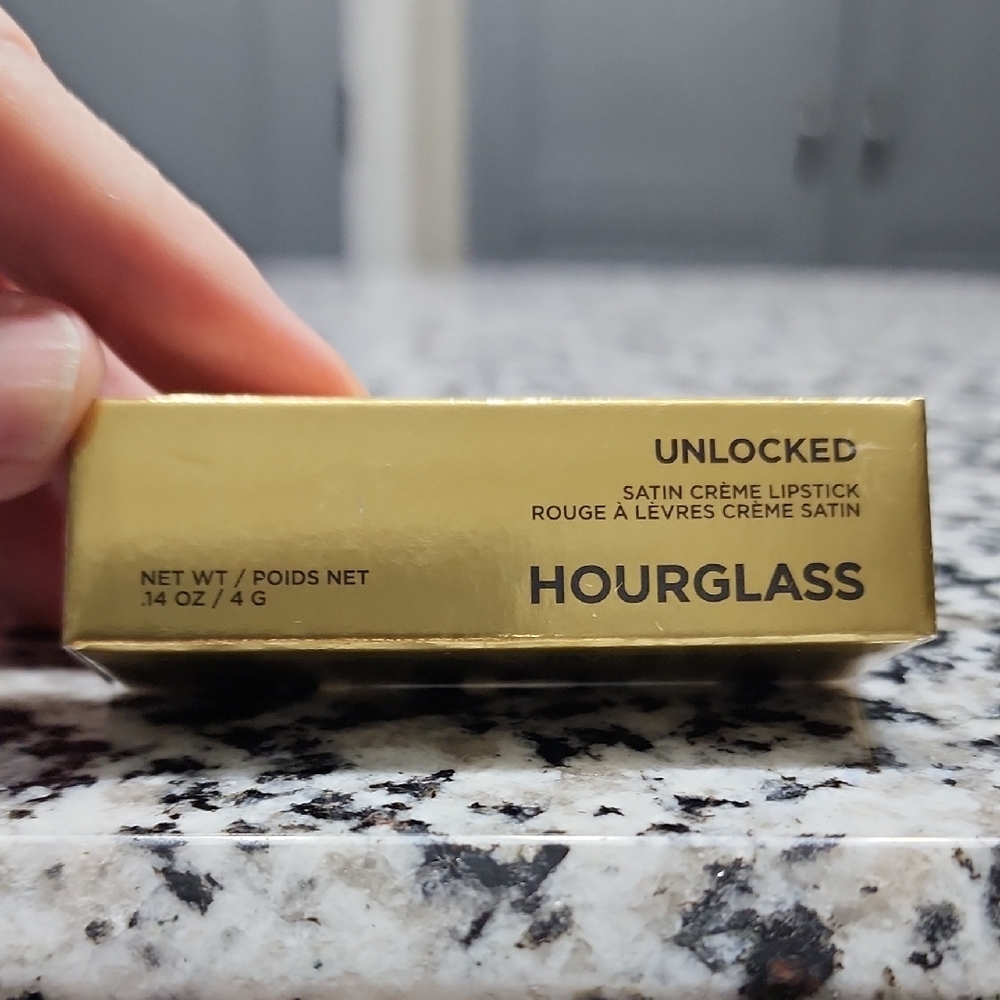 UNLOCKED
SATIN CRÈME LIPSTICK
ROUGE À LÈVRES CRÈME SATIN
HOURGLASS
NET WT / POIDS NET
.14 OZ / 4 G